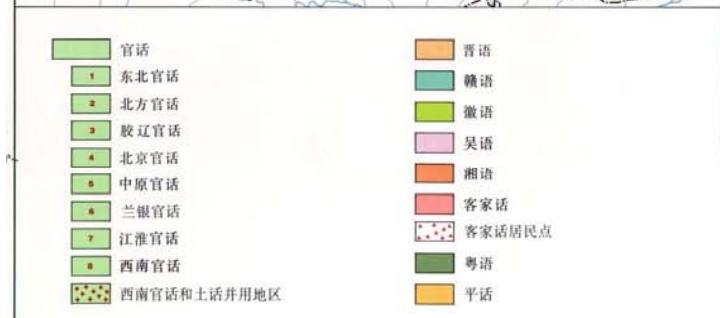 官话
1 东北官话
2 北方官话
3 胶辽官话
4 北京官话
5 中原官话
6 兰银官话
7 江淮官话
8 西南官话
西南官话和土话并用地区
晋语
赣语
徽语
吴语
湘语
客家话
客家话居民点
粤语
平话